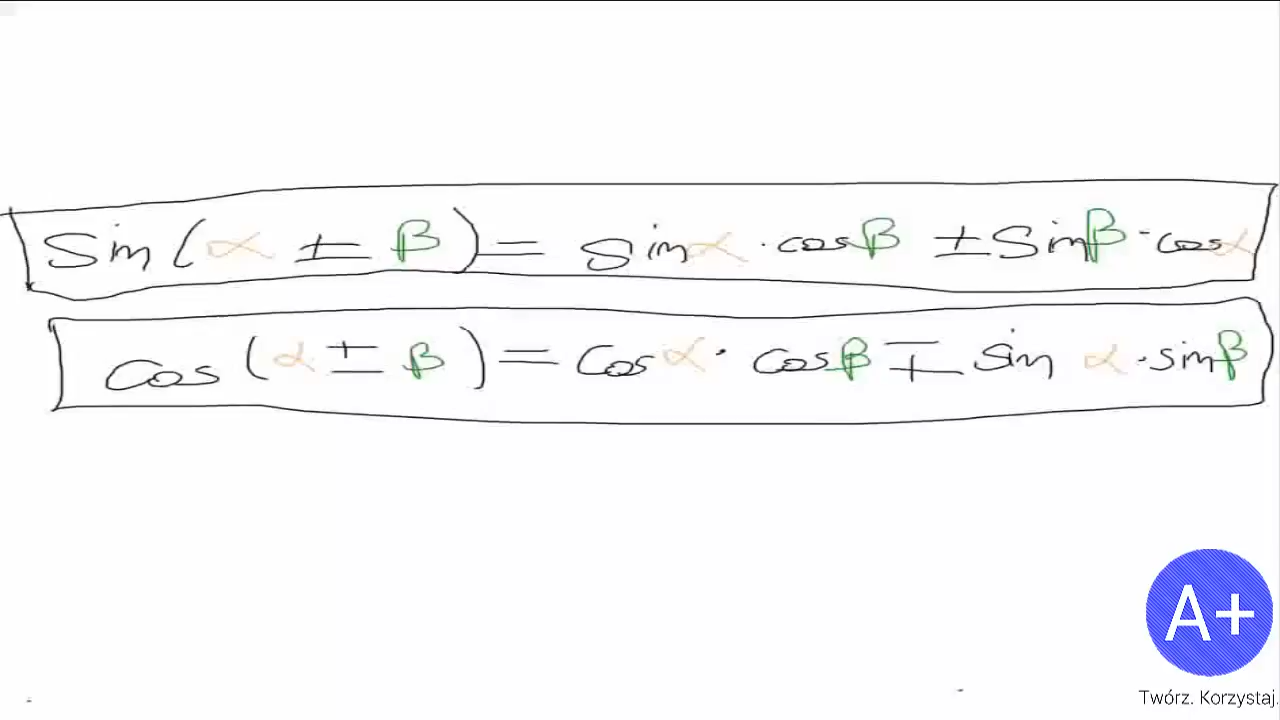 Sin(α ± β) = sinα · cosβ ± sinβ · cosα
cos(α ± β) = cosα · cosβ ∓ sin α · sinβ
A+
Twórz. Korzystaj.